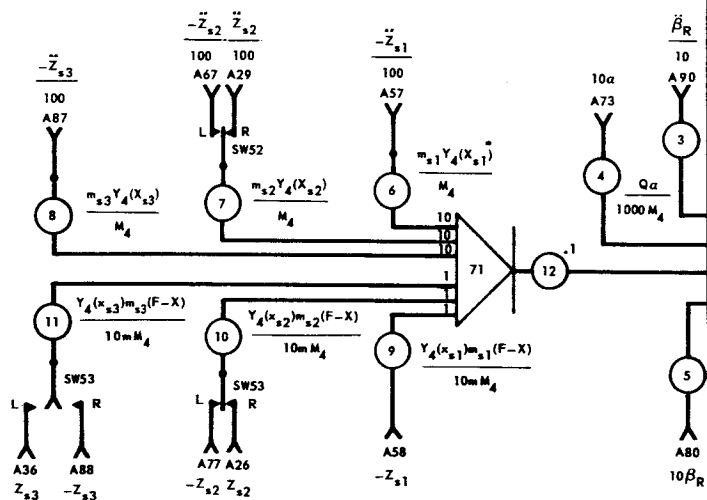 -Z̈s2 Z̈s2
100 100
A67 A29
-Z̈s3
100
A87
-Z̈s1
100
A57
β̈R
10
A90
10α
A73
L R
SW52
3
4
Qα
1000 M4
8
ms3Y4(Xs3)
M4
7
ms2Y4(Xs2)
M4
6
ms1Y4(Xs1)*
M4
10
10
10
1
1
1
71
12
.1
11
Y4(xs3)ms3(F-X)
10mM4
10
Y4(xs2)ms2(F-X)
10mM4
9
Y4(xs1)ms1(F-X)
10mM4
5
SW53
L R
SW53
L R
A36 A88
Zs3 -Zs3
A77 A26
-Zs2 Zs2
A58
-Zs1
A80
10βR